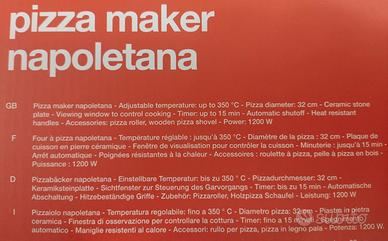 pizza maker
napoletana
GB Pizza maker napoletana - Adjustable temperature: up to 350 °C - Pizza diameter: 32 cm - Ceramic stone
plate - Viewing window to control cooking - Timer: up to 15 min - Automatic shutoff - Heat resistant
handles - Accessories: pizza roller, wooden pizza shovel - Power: 1200 W
F Four à pizza napoletana - Température réglable : jusqu'à 350 °C - Diamètre de la pizza : 32 cm - Plaque de
cuisson en pierre céramique - Fenêtre de visualisation pour contrôler la cuisson - Minuterie : jusqu'à 15 min -
Arrêt automatique - Poignées résistantes à la chaleur - Accessoires : roulette à pizza, pelle à pizza en bois -
Puissance : 1200 W
D Pizzabäcker napoletana - Einstellbare Temperatur: bis zu 350 °C - Pizzadurchmesser: 32 cm -
Keramiksteinplatte - Sichtfenster zur Steuerung des Garvorgangs - Timer: bis zu 15 Min - Automatische
Abschaltung - Hitzebeständige Griffe - Zubehör: Pizzaroller, Holzpizza Schaufel - Leistung: 1200 W
I Pizzaiolo napoletana - Temperatura regolabile: fino a 350 °C - Diametro pizza: 32 cm - Piastra in pietra
ceramica - Finestra di osservazione per controllare la cottura - Timer: fino a 15 minuti - Spegnimento
automatico - Maniglie resistenti al calore - Accessori: rullo per pizza, pala in legno per pizza - Potenza: 1200 W